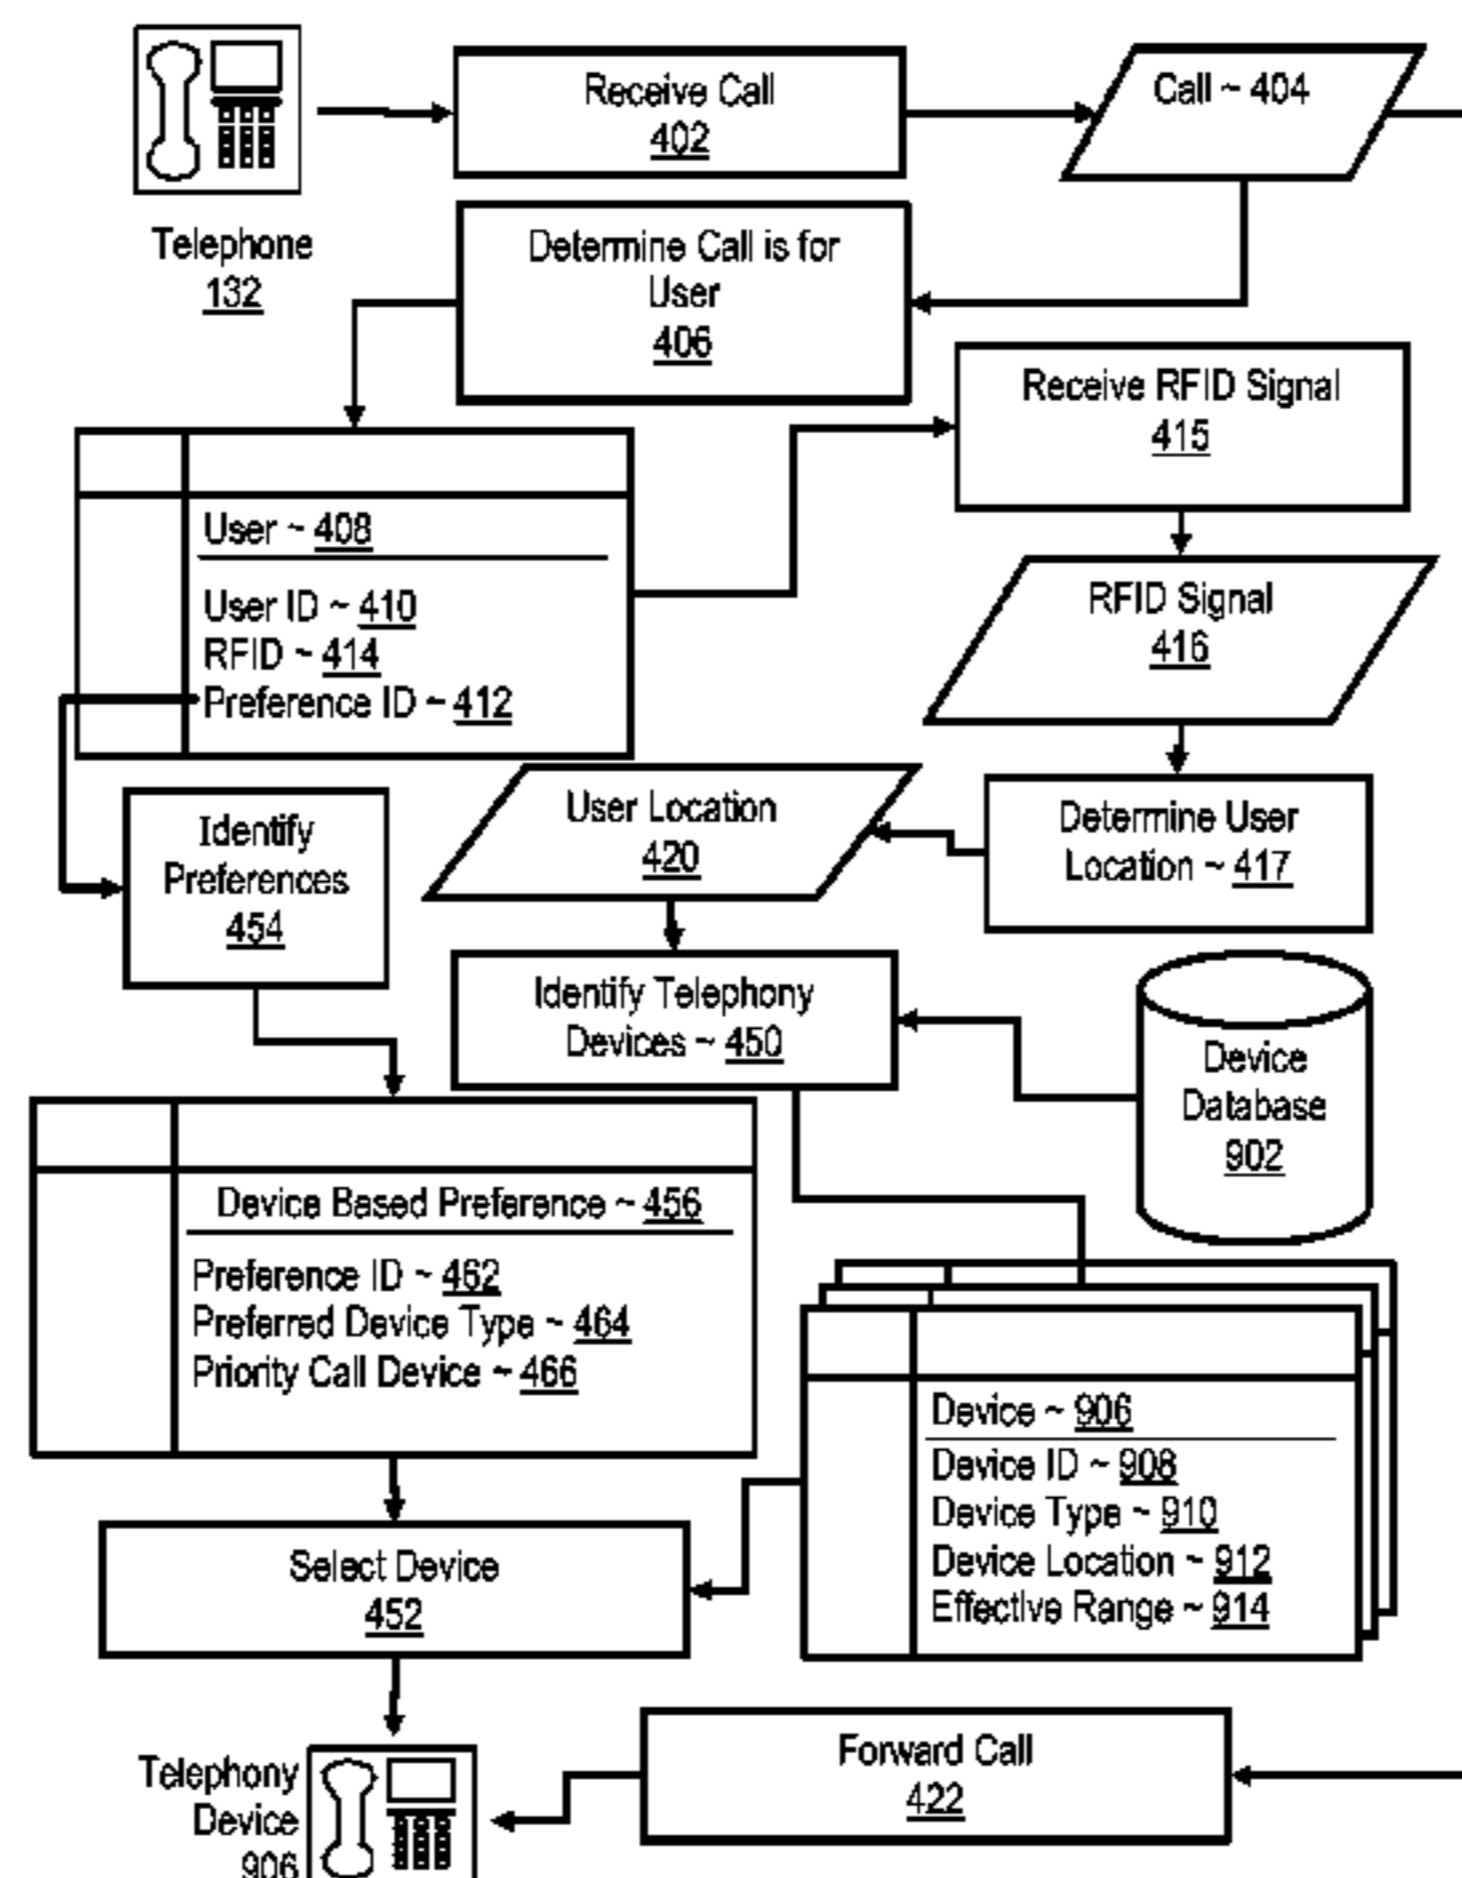 Receive Call
402
Call ~ 404
Telephone
132
Determine Call is for
User
406
Receive RFID Signal
415
User ~ 408
User ID ~ 410
RFID ~ 414
Preference ID ~ 412
RFID Signal
416
User Location
420
Determine User
Location ~ 417
Identify
Preferences
454
Identify Telephony
Devices ~ 450
Device
Database
902
Device Based Preference ~ 456
Preference ID ~ 462
Preferred Device Type ~ 464
Priority Call Device ~ 466
Device ~ 906
Device ID ~ 908
Device Type ~ 910
Device Location ~ 912
Effective Range ~ 914
Select Device
452
Forward Call
422
Telephony
Device
906